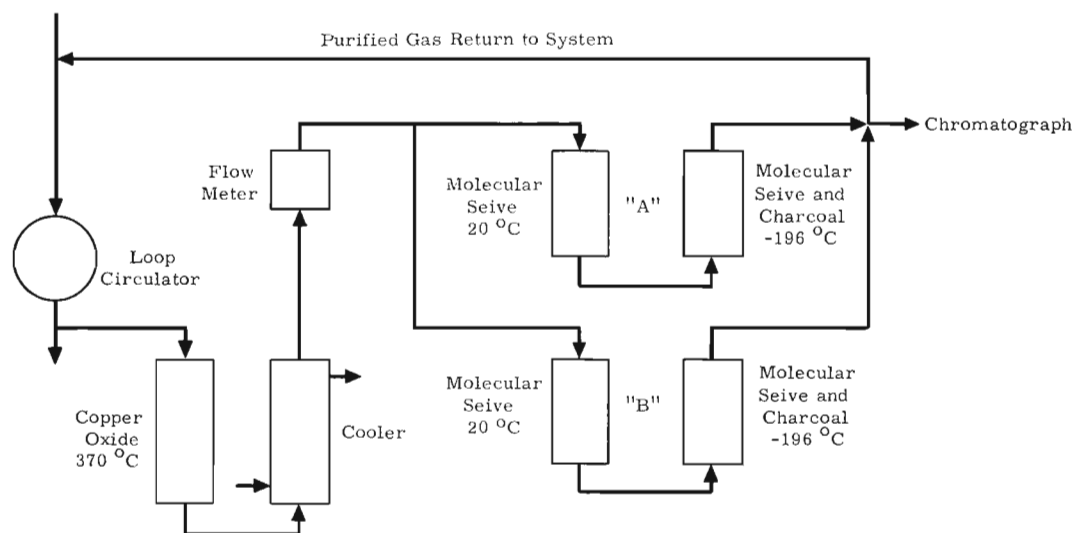 Purified Gas Return to System
Chromatograph
Flow
Meter
Molecular
Seive
20 °C
"A"
Molecular
Seive and
Charcoal
-196 °C
Loop
Circulator
Molecular
Seive
20 °C
"B"
Molecular
Seive and
Charcoal
-196 °C
Copper
Oxide
370 °C
Cooler